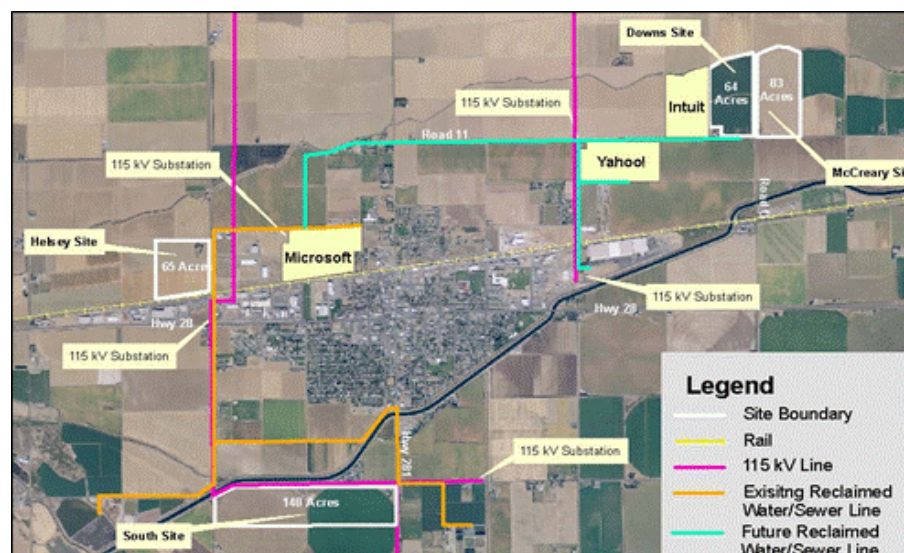 Downs Site
64
Acres
83
Acres
Intuit
115 kV Substation
Road 11
115 kV Substation
Yahoo!
McCreary Si
Helsey Site
65 Acres
Microsoft
115 kV Substation
Hwy 28
Hwy 28
115 kV Substation
Hwy 281
115 kV Substation
148 Acres
South Site
Legend
Site Boundary
Rail
115 kV Line
Exisitng Reclaimed
Water/Sewer Line
Future Reclaimed
Water/Sewer Line